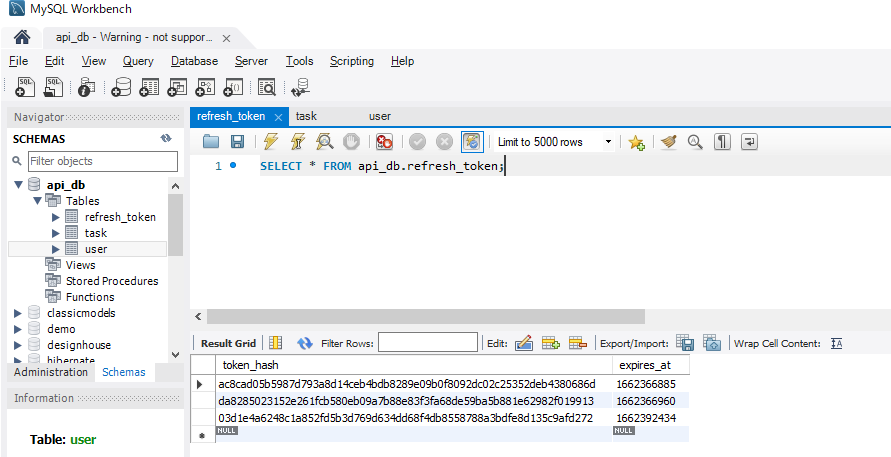 MySQL Workbench
api_db - Warning - not suppor...
File Edit View Query Database Server Tools Scripting Help
Navigator
SCHEMAS
Filter objects
api_db
Tables
refresh_token
task
user
Views
Stored Procedures
Functions
classicmodels
demo
designhouse
hibernate
Administration Schemas
Information
Table: user
refresh_token task user
Limit to 5000 rows
1 SELECT * FROM api_db.refresh_token;
Result Grid Filter Rows: Edit: Export/Import: Wrap Cell Content:
token_hash expires_at
ac8cad05b5987d793a8d14ceb4bdb8289e09b0f8092dc02c25352deb4380686d 1662366885
da8285023152e261fcb580eb09a7b88e83f3fa68de59ba5b881e62982f019913 1662366960
03d1e4a6248c1a852fd5b3d769d634dd68f4db8558788a3bdfe8d135c9afd272 1662392434
NULL NULL